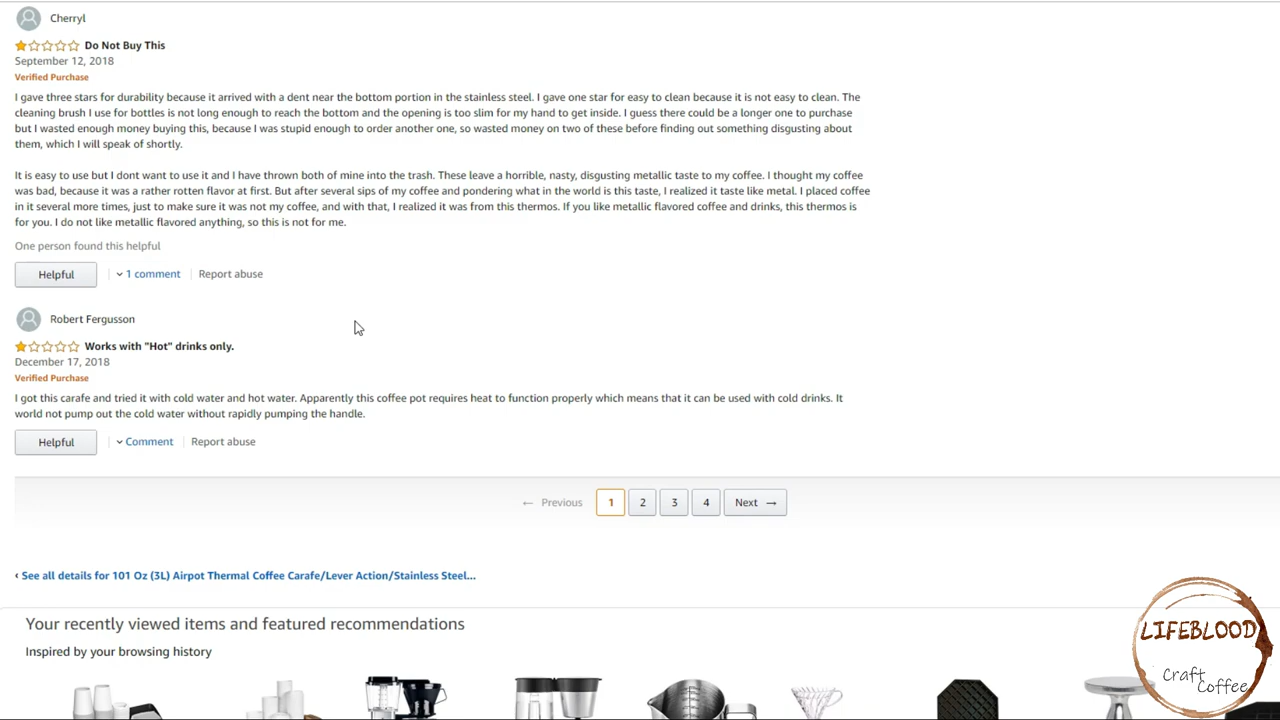 Cherryl
Do Not Buy This
September 12, 2018
Verified Purchase
I gave three stars for durability because it arrived with a dent near the bottom portion in the stainless steel. I gave one star for easy to clean because it is not easy to clean. The
cleaning brush I use for bottles is not long enough to reach the bottom and the opening is too slim for my hand to get inside. I guess there could be a longer one to purchase
but I wasted enough money buying this, because I was stupid enough to order another one, so wasted money on two of these before finding out something disgusting about
them, which I will speak of shortly.
It is easy to use but I dont want to use it and I have thrown both of mine into the trash. These leave a horrible, nasty, disgusting metallic taste to my coffee. I thought my coffee
was bad, because it was a rather rotten flavor at first. But after several sips of my coffee and pondering what in the world is this taste, I realized it taste like metal. I placed coffee
in it several more times, just to make sure it was not my coffee, and with that, I realized it was from this thermos. If you like metallic flavored coffee and drinks, this thermos is
for you. I do not like metallic flavored anything, so this is not for me.
One person found this helpful
Helpful
1 comment
Report abuse
Robert Fergusson
Works with "Hot" drinks only.
December 17, 2018
Verified Purchase
I got this carafe and tried it with cold water and hot water. Apparently this coffee pot requires heat to function properly which means that it can be used with cold drinks. It
world not pump out the cold water without rapidly pumping the handle.
Helpful
Comment
Report abuse
← Previous 1 2 3 4 Next →
‹ See all details for 101 Oz (3L) Airpot Thermal Coffee Carafe/Lever Action/Stainless Steel...
Your recently viewed items and featured recommendations
Inspired by your browsing history
LIFEBLOOD
Craft
Coffee